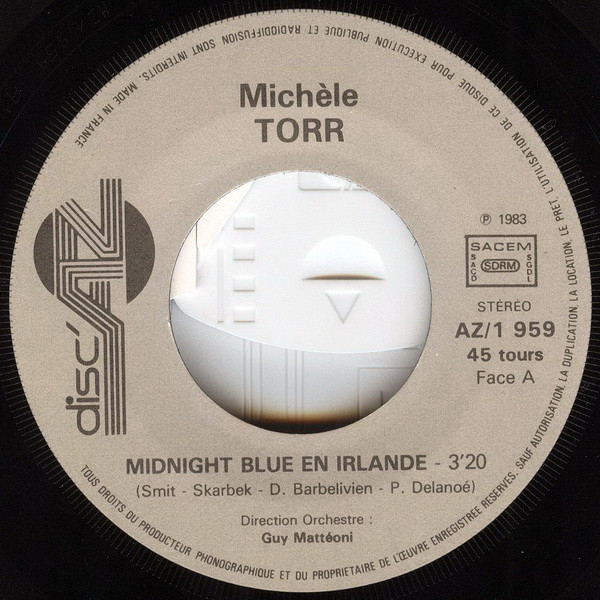 Michèle
TORR
disc'AZ
℗ 1983
SACEM
SACD
SDRM
SGDL
STÉRÉO
AZ/1 959
45 tours
Face A
MIDNIGHT BLUE EN IRLANDE - 3'20
(Smit - Skarbek - D. Barbelivien - P. Delanoé)
Direction Orchestre :
Guy Mattéoni
TOUS DROITS DU PRODUCTEUR PHONOGRAPHIQUE ET DU PROPRIETAIRE DE L'ŒUVRE ENREGISTREE RESERVES. SAUF AUTORISATION, LA DUPLICATION, LA LOCATION, LE PRET, L'UTILISATION DE CE DISQUE POUR EXECUTION PUBLIQUE ET RADIODIFFUSION SONT INTERDITS. MADE IN FRANCE